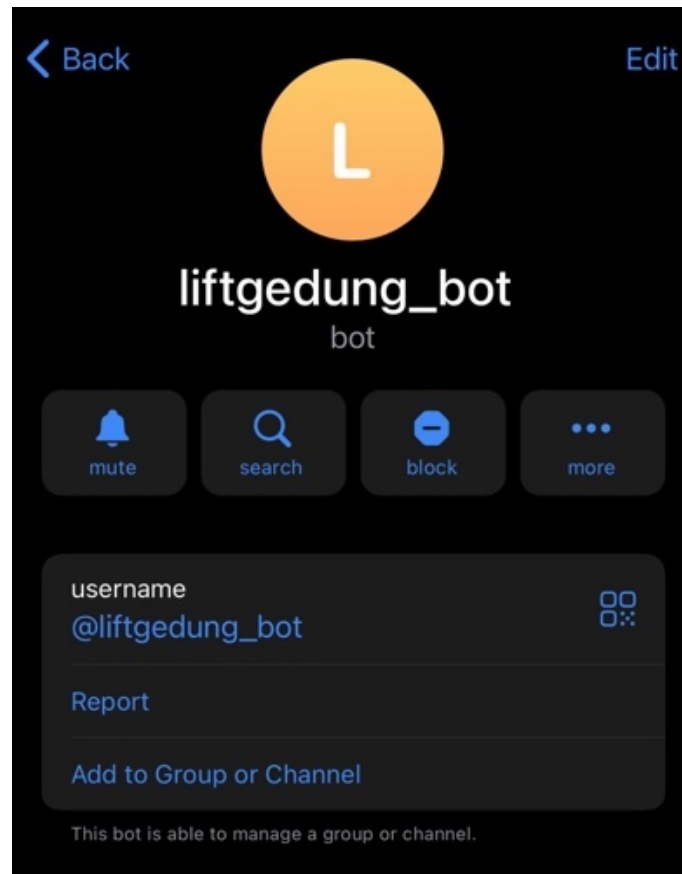 Back
Edit
L
liftgedung_bot
bot
mute
search
block
more
username
@liftgedung_bot
Report
Add to Group or Channel
This bot is able to manage a group or channel.